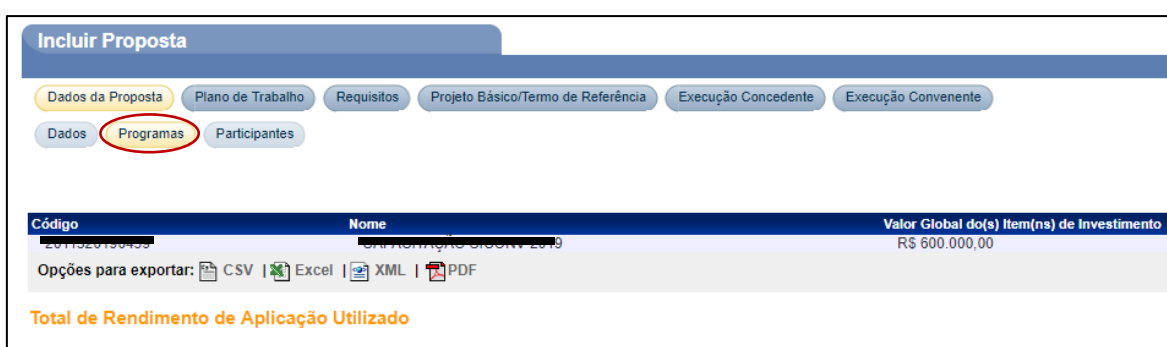 Incluir Proposta
Dados da Proposta Plano de Trabalho Requisitos Projeto Básico/Termo de Referência Execução Concedente Execução Convenente
Dados Programas Participantes
Código Nome Valor Global do(s) Item(ns) de Investimento
R$ 600.000,00
Opções para exportar: CSV | Excel | XML | PDF
Total de Rendimento de Aplicação Utilizado